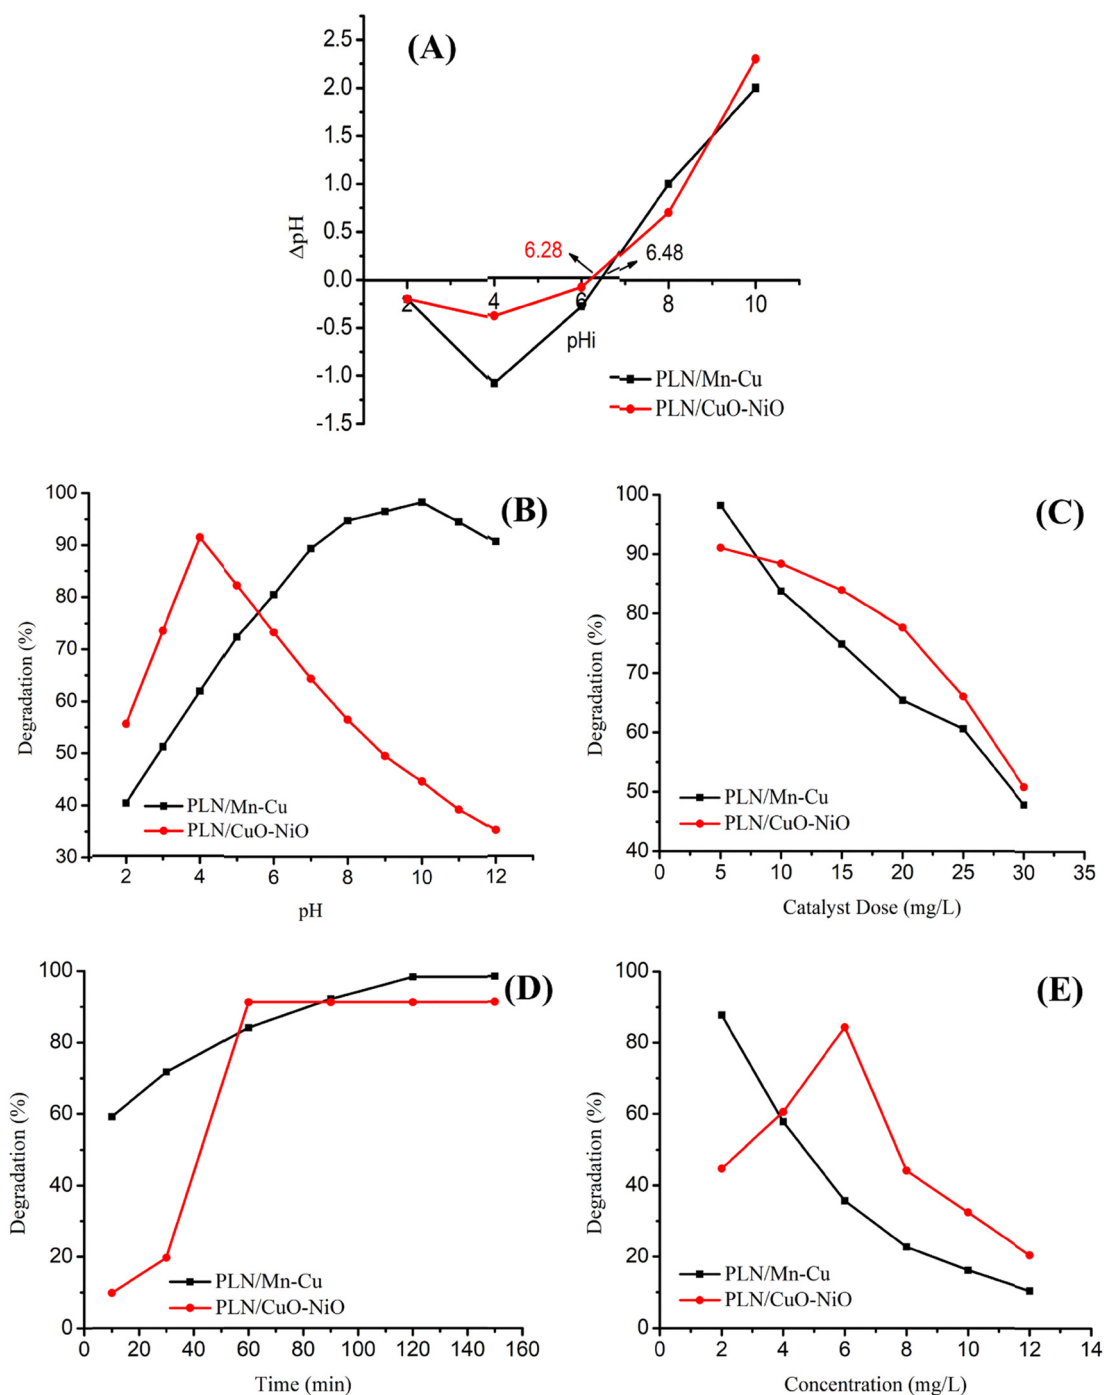 (A)
2.5
2.0
1.5
1.0
0.5
0.0
-0.5
-1.0
-1.5
ΔpH
6.28
6.48
2 4 6 8 10
pHi
PLN/Mn-Cu
PLN/CuO-NiO
(B)
100
90
80
70
60
50
40
30
Degradation (%)
PLN/Mn-Cu
PLN/CuO-NiO
2 4 6 8 10 12
pH
(C)
100
90
80
70
60
50
40
Degradation (%)
PLN/Mn-Cu
PLN/CuO-NiO
0 5 10 15 20 25 30 35
Catalyst Dose (mg/L)
(D)
100
80
60
40
20
0
Degradation (%)
PLN/Mn-Cu
PLN/CuO-NiO
0 20 40 60 80 100 120 140 160
Time (min)
(E)
100
80
60
40
20
0
Degradation (%)
PLN/Mn-Cu
PLN/CuO-NiO
0 2 4 6 8 10 12 14
Concentration (mg/L)